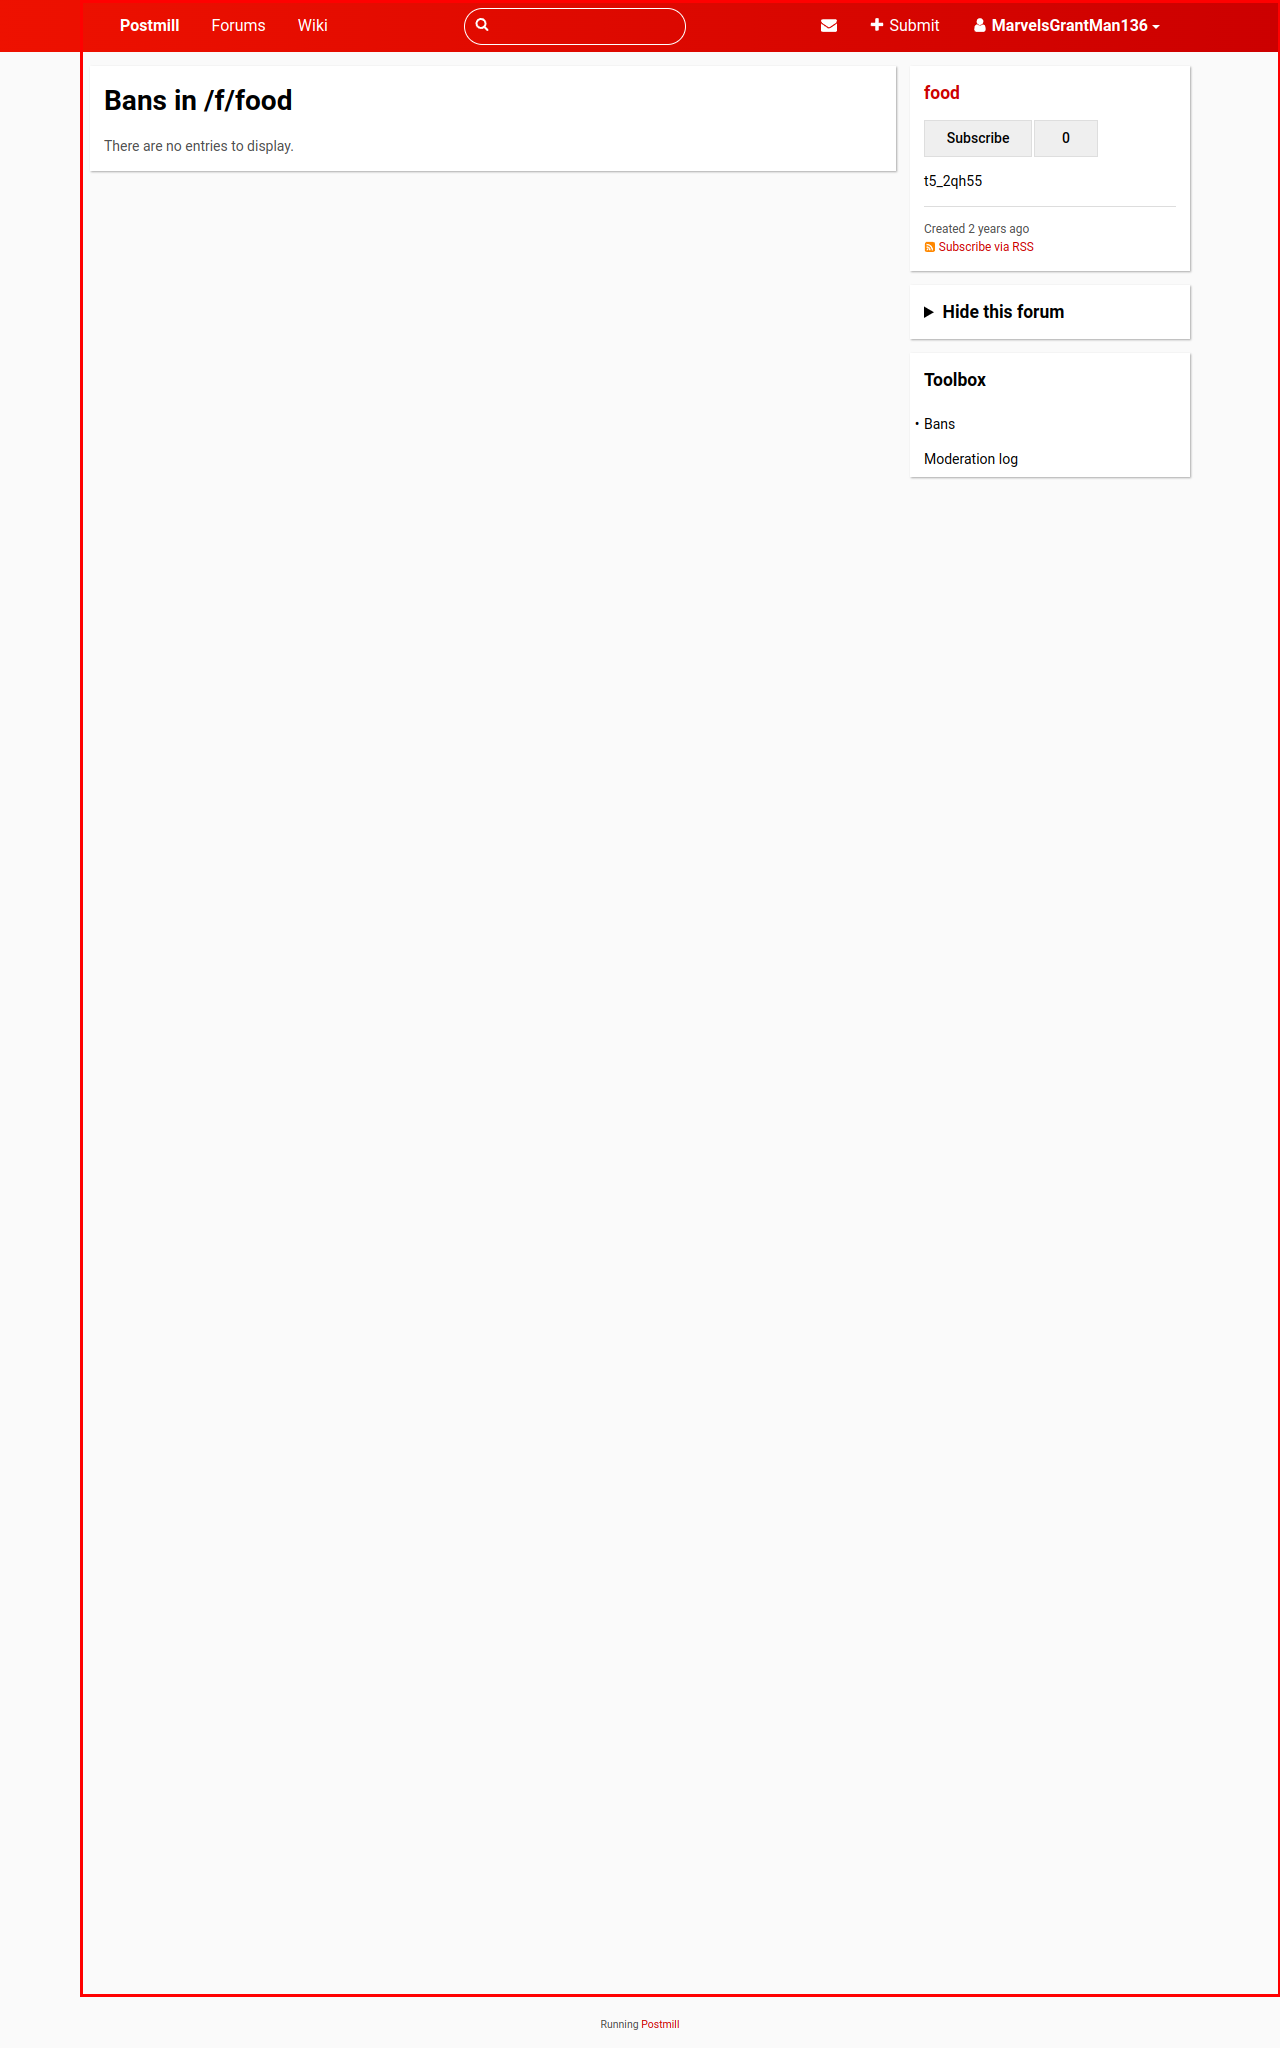 Postmill Forums Wiki Submit MarvelsGrantMan136
Bans in /f/food
There are no entries to display.
food
Subscribe 0
t5_2qh55
Created 2 years ago
Subscribe via RSS
Hide this forum
Toolbox
• Bans
Moderation log
Running Postmill